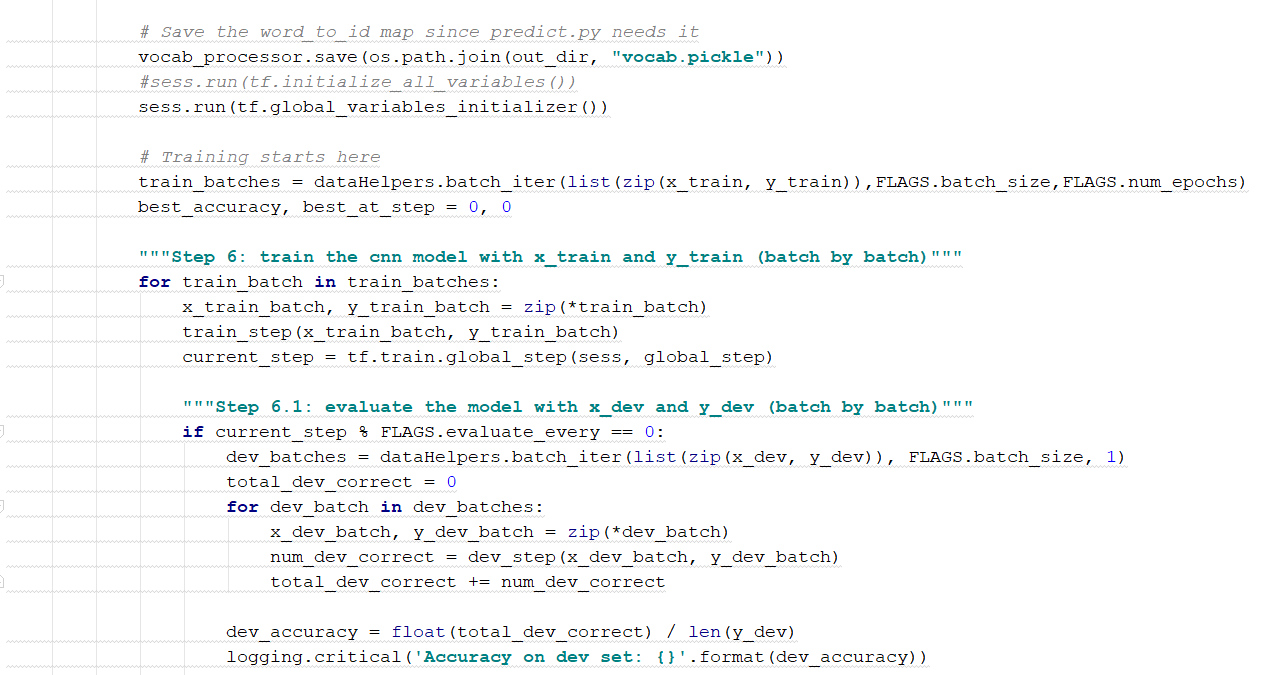 # Save the word_to_id map since predict.py needs it
vocab_processor.save(os.path.join(out_dir, "vocab.pickle"))
#sess.run(tf.initialize_all_variables())
sess.run(tf.global_variables_initializer())
# Training starts here
train_batches = dataHelpers.batch_iter(list(zip(x_train, y_train)),FLAGS.batch_size,FLAGS.num_epochs)
best_accuracy, best_at_step = 0, 0
"""Step 6: train the cnn model with x_train and y_train (batch by batch)"""
for train_batch in train_batches:
x_train_batch, y_train_batch = zip(*train_batch)
train_step(x_train_batch, y_train_batch)
current_step = tf.train.global_step(sess, global_step)
"""Step 6.1: evaluate the model with x_dev and y_dev (batch by batch)"""
if current_step % FLAGS.evaluate_every == 0:
dev_batches = dataHelpers.batch_iter(list(zip(x_dev, y_dev)), FLAGS.batch_size, 1)
total_dev_correct = 0
for dev_batch in dev_batches:
x_dev_batch, y_dev_batch = zip(*dev_batch)
num_dev_correct = dev_step(x_dev_batch, y_dev_batch)
total_dev_correct += num_dev_correct
dev_accuracy = float(total_dev_correct) / len(y_dev)
logging.critical('Accuracy on dev set: {}'.format(dev_accuracy))